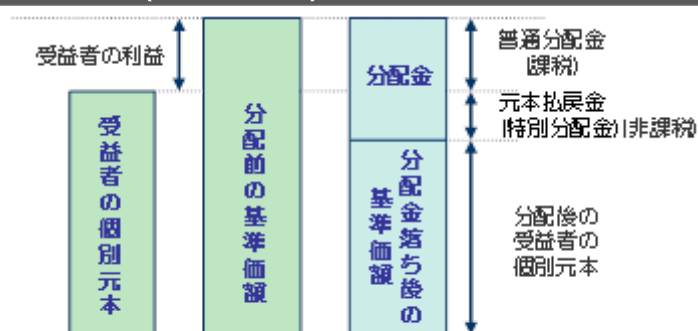 受益者の利益
受益者の個別元本
分配前の基準価額
分配金
分配金落ち後の
基準価額
普通分配金
(課税)
元本払戻金
(特別分配金)(非課税)
分配後の
受益者の
個別元本